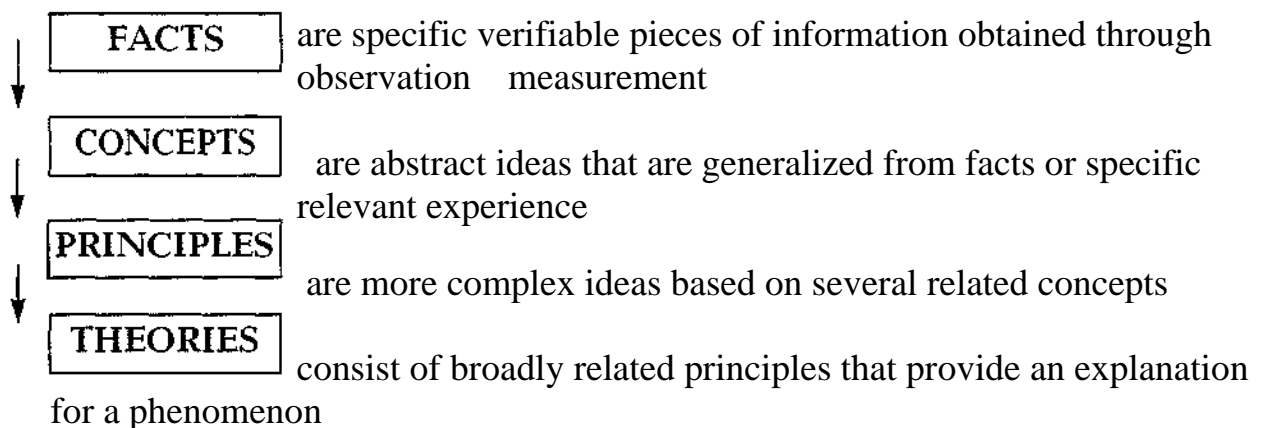 FACTS are specific verifiable pieces of information obtained through
observation measurement
CONCEPTS
are abstract ideas that are generalized from facts or specific
relevant experience
PRINCIPLES
are more complex ideas based on several related concepts
THEORIES
consist of broadly related principles that provide an explanation
for a phenomenon